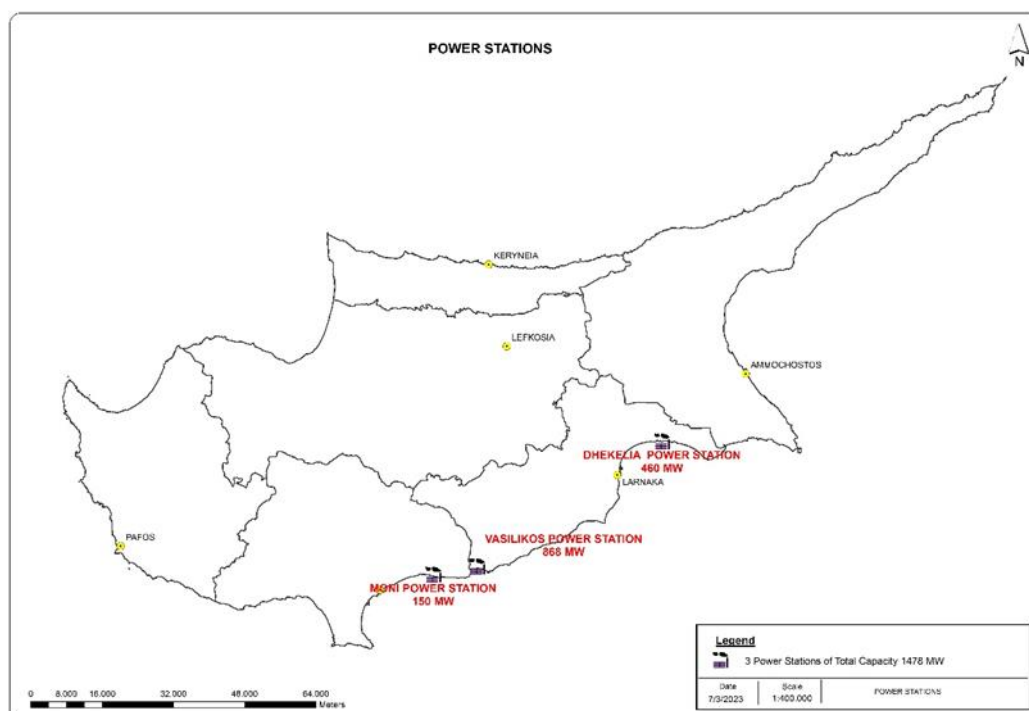 POWER STATIONS
N
KERYNEIA
LEFKOSIA
AMMOCHOSTOS
DHEKELIA POWER STATION
460 MW
LARNAKA
VASILIKOS POWER STATION
868 MW
PAFOS
MONI POWER STATION
150 MW
Legend
3 Power Stations of Total Capacity 1478 MW
Date
7/3/2023
Scale
1:400.000
POWER STATIONS
0 8.000 16.000 32.000 48.000 64.000
Meters